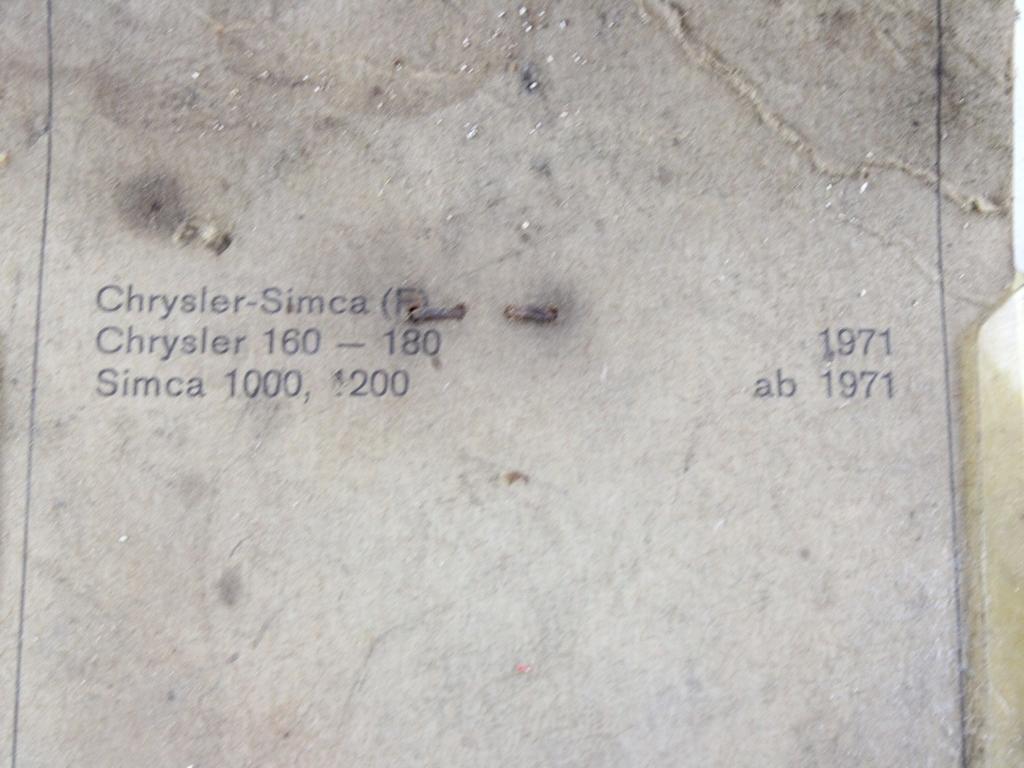 Chrysler-Simca (F)
Chrysler 160 — 180 1971
Simca 1000, 1200 ab 1971